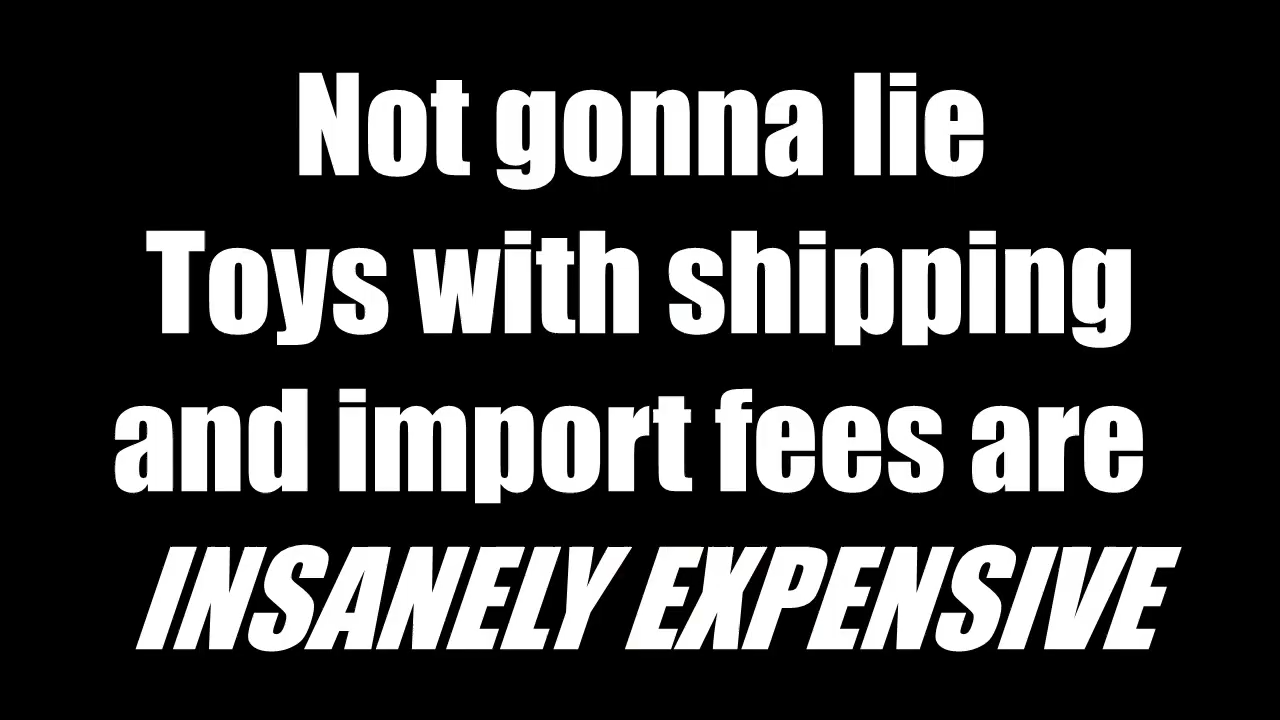 Not gonna lie
Toys with shipping
and import fees are
INSANELY EXPENSIVE